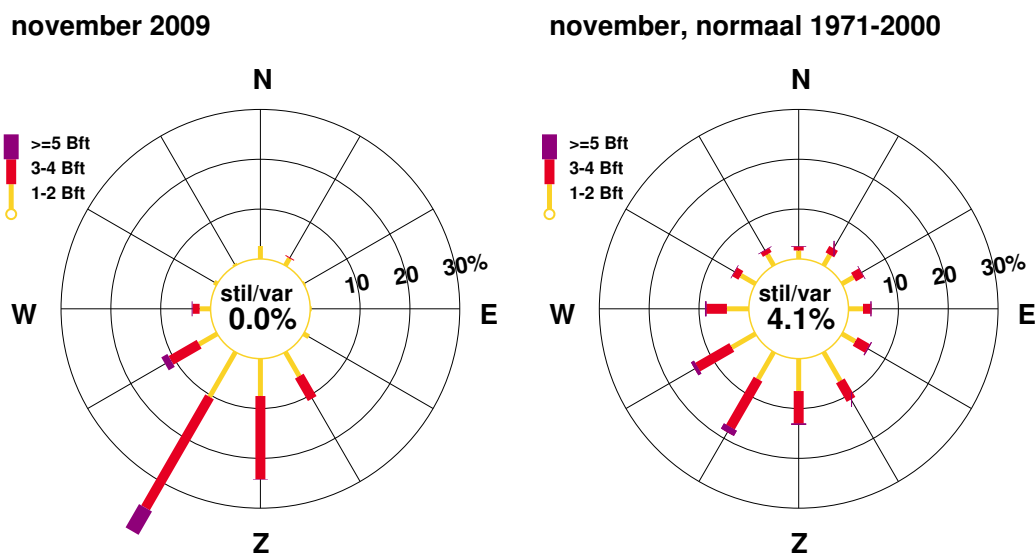 november 2009
N
>=5 Bft
3-4 Bft
1-2 Bft
10
20
30%
W
stil/var
0.0%
E
Z
november, normaal 1971-2000
N
>=5 Bft
3-4 Bft
1-2 Bft
10
20
30%
W
stil/var
4.1%
E
Z